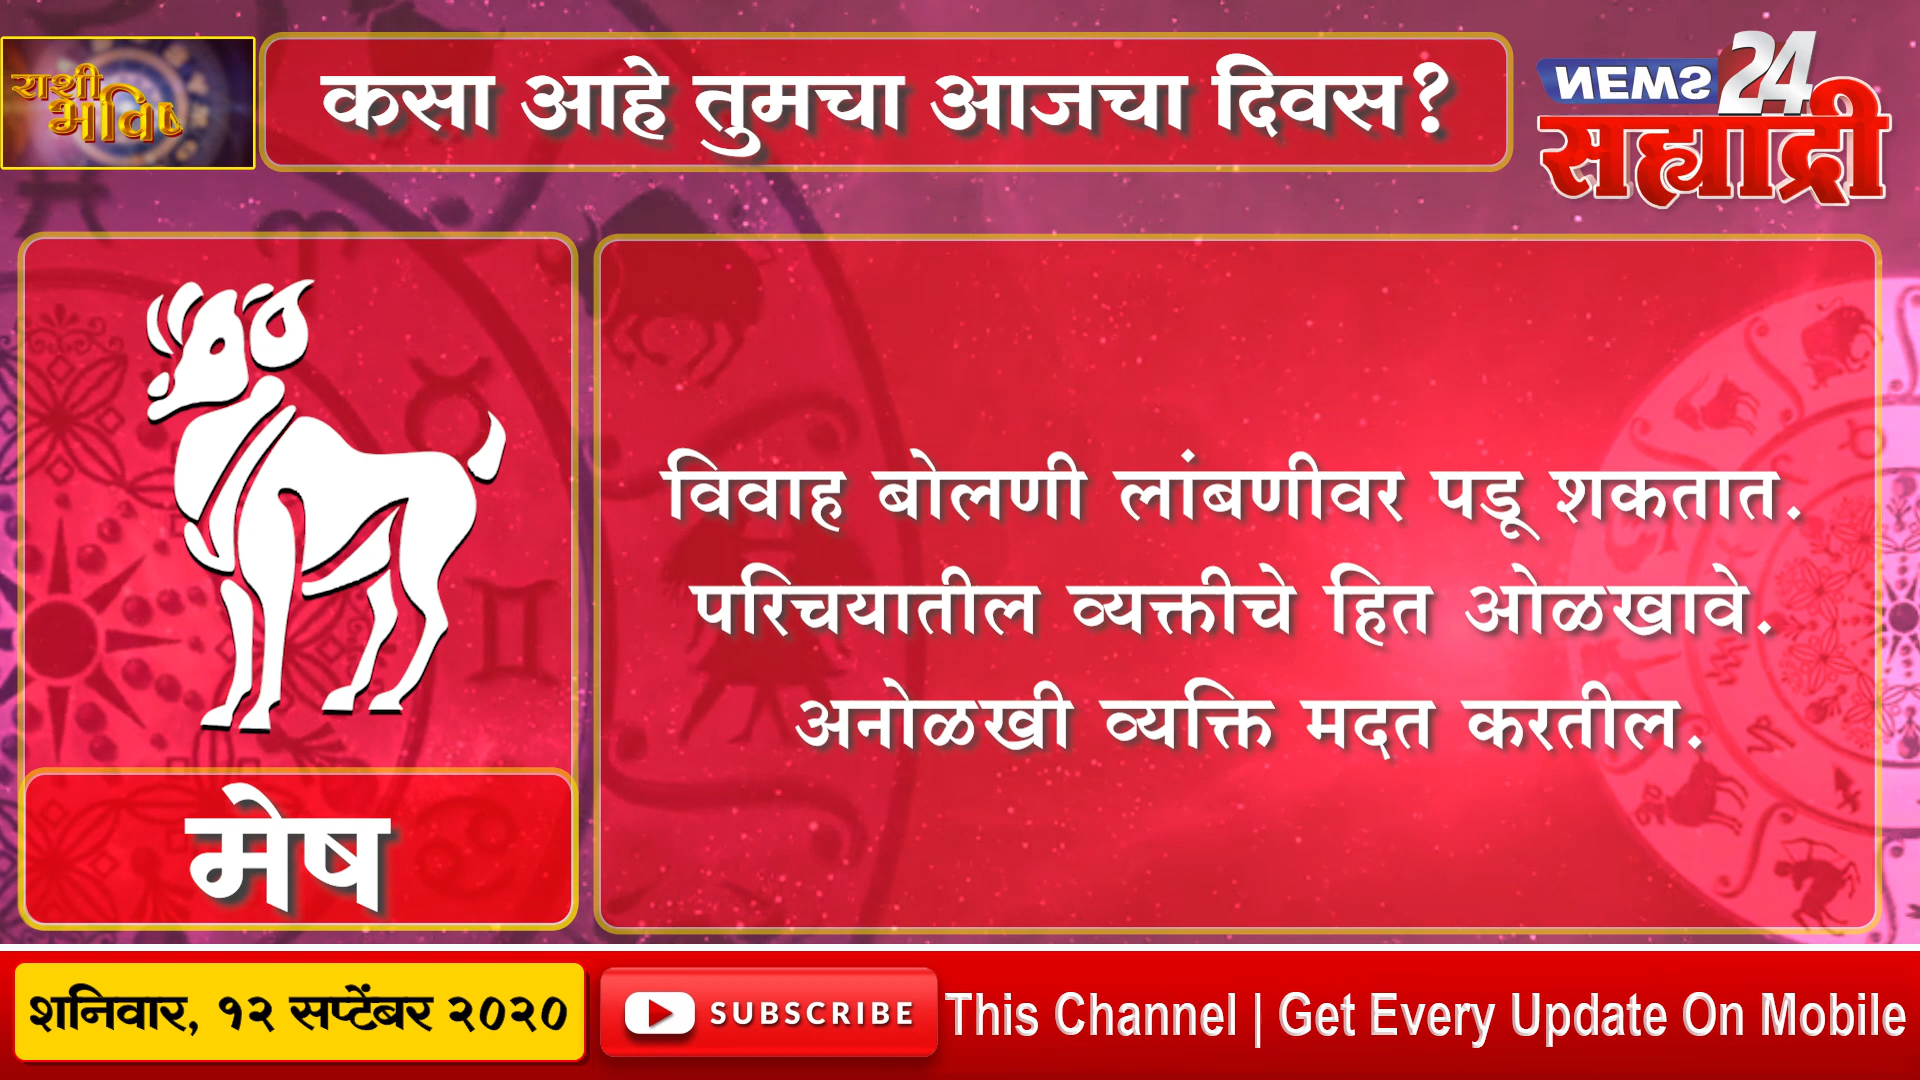 राशी
भविष
कसा आहे तुमचा आजचा दिवस?
NEWS 24
सह्याद्री
विवाह बोलणी लांबणीवर पडू शकतात.
परिचयातील व्यक्तीचे हित ओळखावे.
अनोळखी व्यक्ति मदत करतील.
मेष
शनिवार, १२ सप्टेंबर २०२०
SUBSCRIBE This Channel | Get Every Update On Mobile